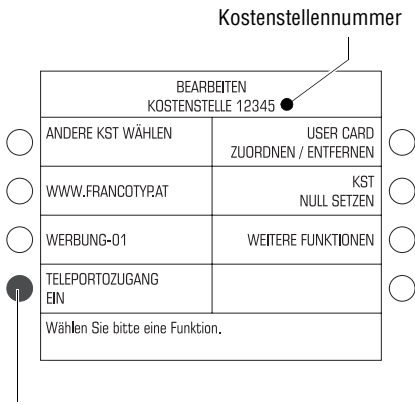 Kostenstellennummer
BEARBEITEN
KOSTENSTELLE 12345
ANDERE KST WÄHLEN
USER CARD
ZUORDNEN / ENTFERNEN
WWW.FRANCOTYP.AT
KST
NULL SETZEN
WERBUNG-01
WEITERE FUNKTIONEN
TELEPORTOZUGANG
EIN
Wählen Sie bitte eine Funktion.